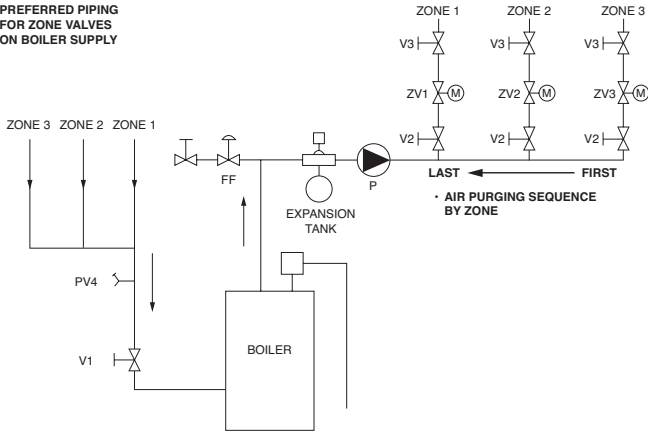 PREFERRED PIPING
FOR ZONE VALVES
ON BOILER SUPPLY
ZONE 1 ZONE 2 ZONE 3
V3 V3 V3
ZV1 M ZV2 M ZV3 M
V2 V2 V2
ZONE 3 ZONE 2 ZONE 1
FF
P
LAST FIRST
• AIR PURGING SEQUENCE
BY ZONE
EXPANSION
TANK
PV4
V1
BOILER